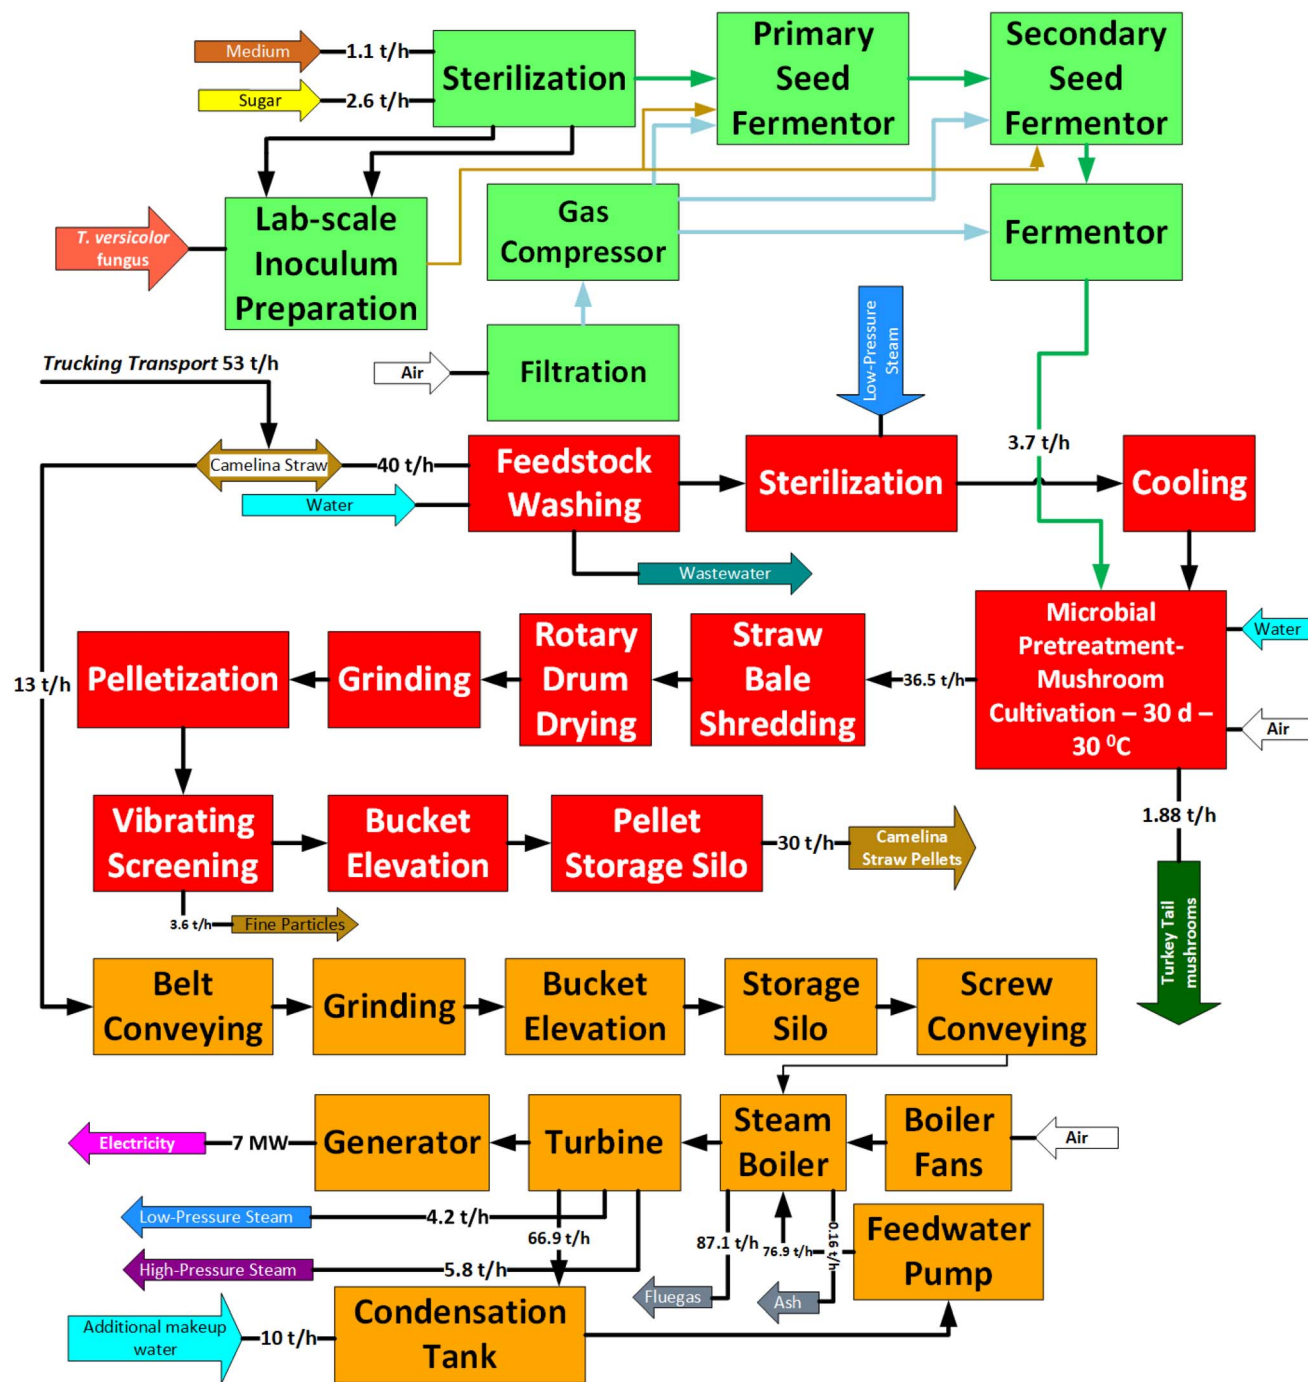 Medium
1.1 t/h
Sugar
2.6 t/h
Sterilization
Primary
Seed
Fermentor
Secondary
Seed
Fermentor
T. versicolor
fungus
Lab-scale
Inoculum
Preparation
Gas
Compressor
Fermentor
Air
Filtration
Low-Pressure
Steam
Trucking Transport 53 t/h
Camelina Straw
40 t/h
Water
Feedstock
Washing
Sterilization
3.7 t/h
Cooling
Wastewater
Microbial
Pretreatment-
Mushroom
Cultivation – 30 d –
30 ⁰C
Water
Air
36.5 t/h
Straw
Bale
Shredding
Rotary
Drum
Drying
Grinding
Pelletization
13 t/h
Vibrating
Screening
Bucket
Elevation
Pellet
Storage Silo
30 t/h
Camelina
Straw Pellets
1.88 t/h
Turkey Tail
mushrooms
3.6 t/h
Fine Particles
Belt
Conveying
Grinding
Bucket
Elevation
Storage
Silo
Screw
Conveying
Electricity
7 MW
Generator
Turbine
Steam
Boiler
Boiler
Fans
Air
Low-Pressure Steam
4.2 t/h
66.9 t/h
87.1 t/h
76.9 t/h
0.16 t/h
Feedwater
Pump
High-Pressure Steam
5.8 t/h
Fluegas
Ash
Additional makeup
water
10 t/h
Condensation
Tank